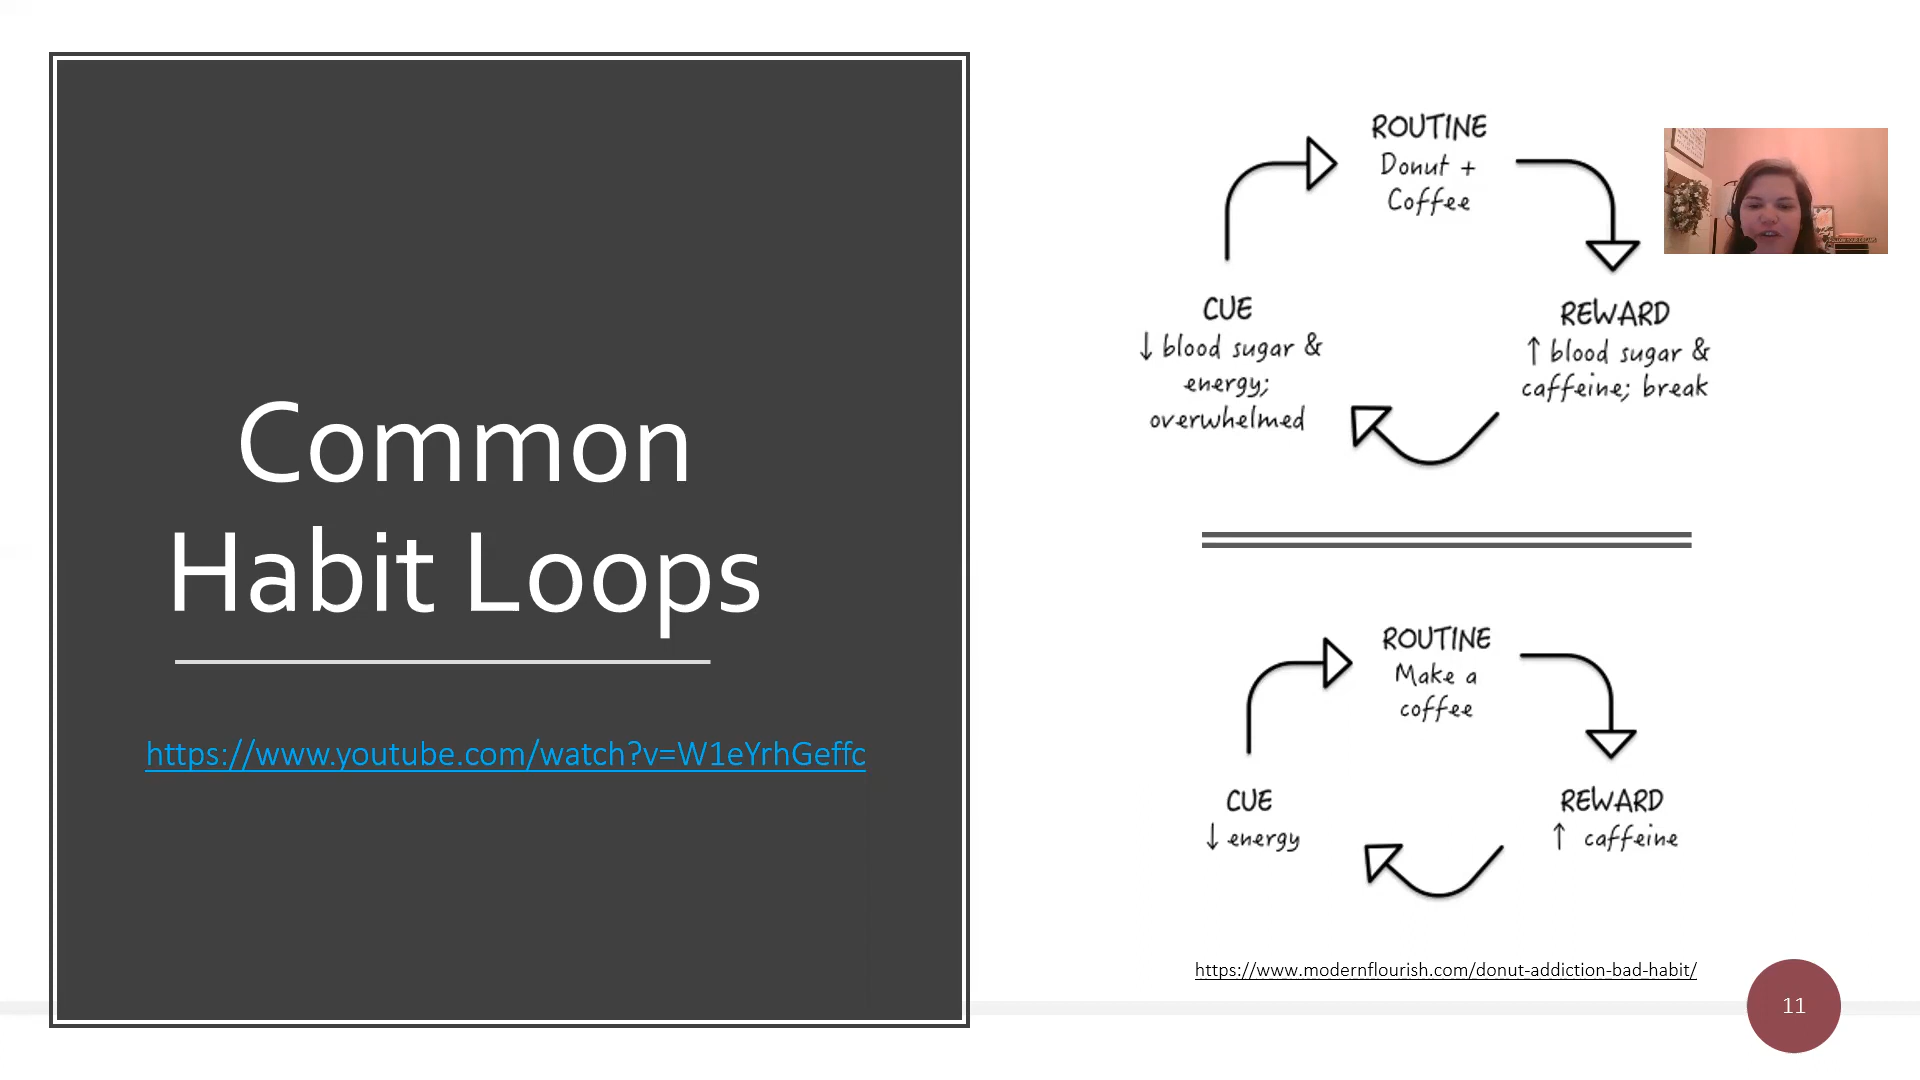 Common
Habit Loops
https://www.youtube.com/watch?v=W1eYrhGeffc
ROUTINE
Donut +
Coffee
CUE
↓ blood sugar &
energy;
overwhelmed
REWARD
↑ blood sugar &
caffeine; break
ROUTINE
Make a
coffee
CUE
↓ energy
REWARD
↑ caffeine
https://www.modernflourish.com/donut-addiction-bad-habit/
11